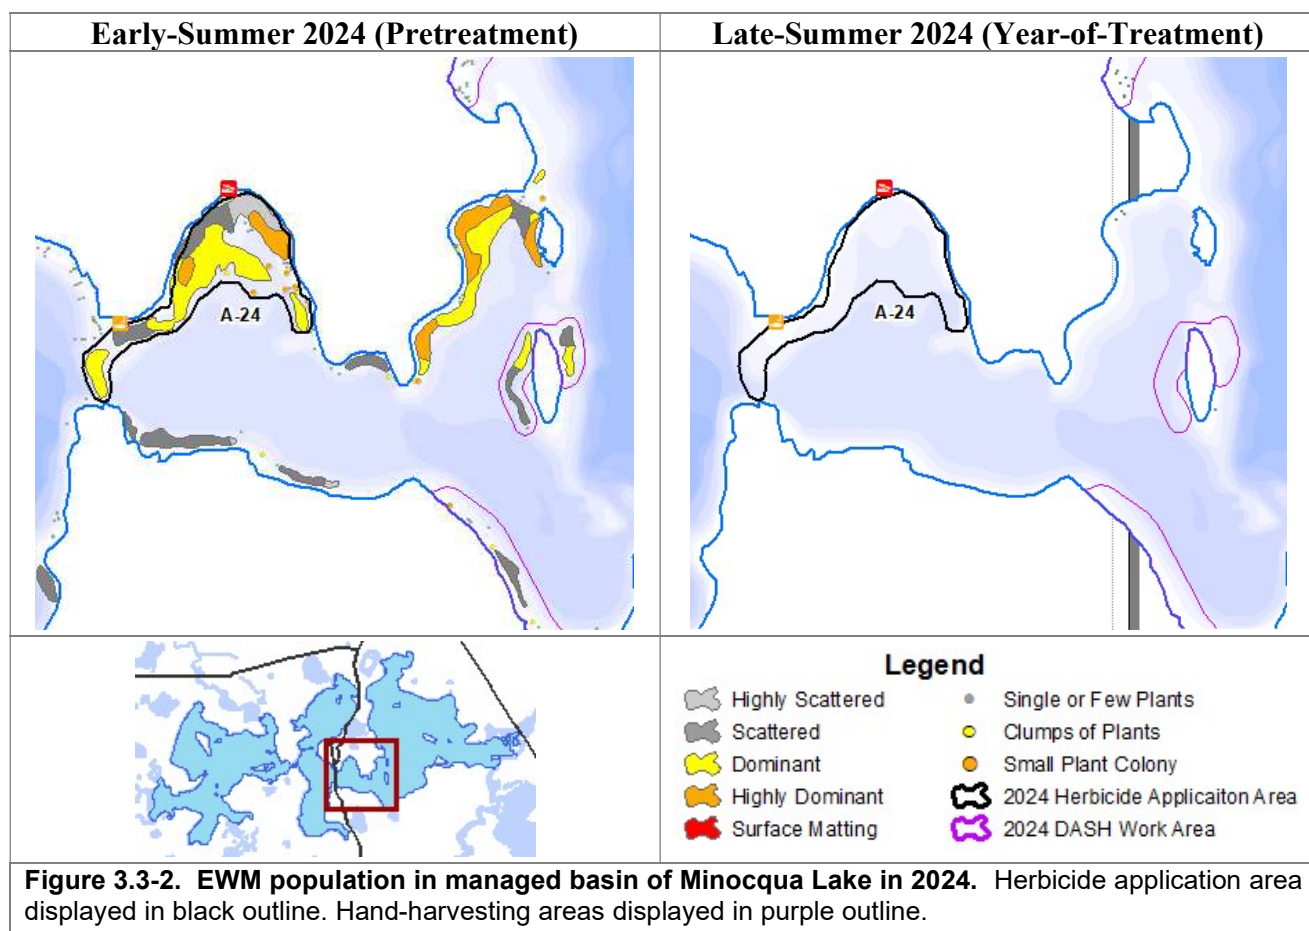 Early-Summer 2024 (Pretreatment)
Late-Summer 2024 (Year-of-Treatment)
A-24
A-24
Legend
Highly Scattered
Scattered
Dominant
Highly Dominant
Surface Matting
Single or Few Plants
Clumps of Plants
Small Plant Colony
2024 Herbicide Applicaiton Area
2024 DASH Work Area
Figure 3.3-2. EWM population in managed basin of Minocqua Lake in 2024. Herbicide application area
displayed in black outline. Hand-harvesting areas displayed in purple outline.